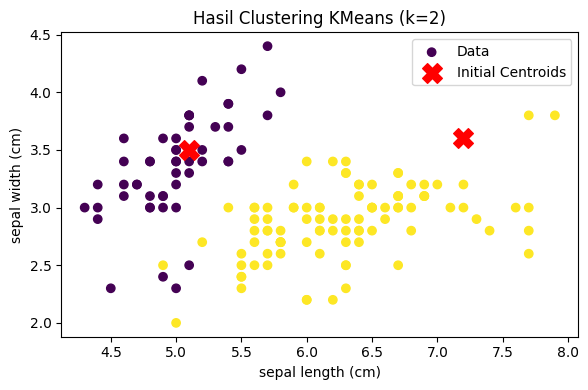 Hasil Clustering KMeans (k=2)
Data
Initial Centroids
sepal width (cm)
4.5
4.0
3.5
3.0
2.5
2.0
4.5 5.0 5.5 6.0 6.5 7.0 7.5 8.0
sepal length (cm)